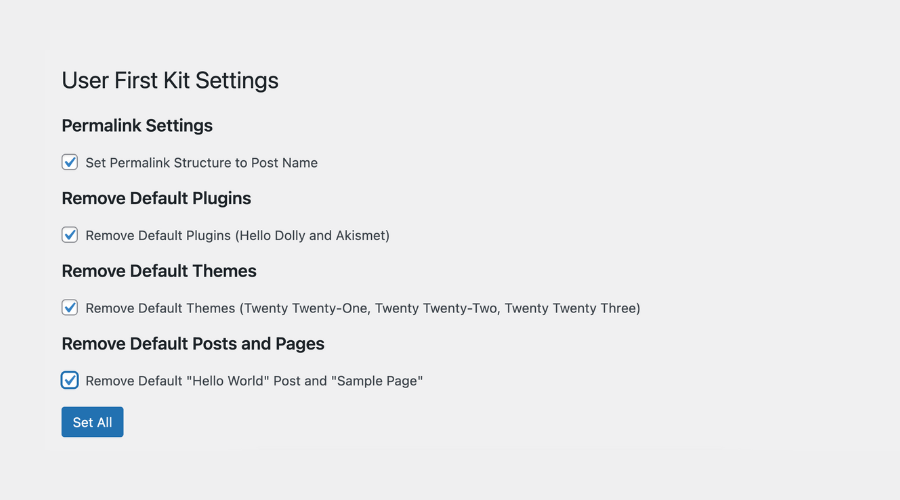 User First Kit Settings
Permalink Settings
Set Permalink Structure to Post Name
Remove Default Plugins
Remove Default Plugins (Hello Dolly and Akismet)
Remove Default Themes
Remove Default Themes (Twenty Twenty-One, Twenty Twenty-Two, Twenty Twenty Three)
Remove Default Posts and Pages
Remove Default "Hello World" Post and "Sample Page"
Set All